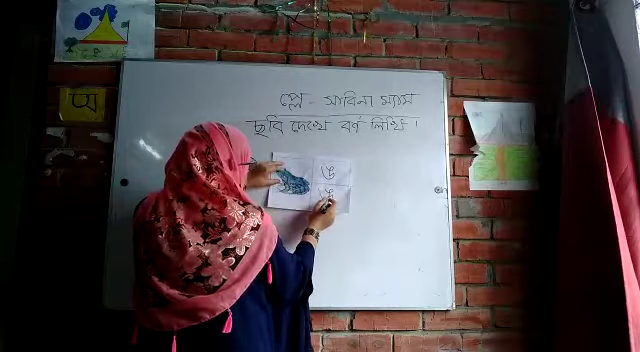 প্লে - সাবিনা ম্যাম
ছবি দেখে বর্ণ লিখি ।
অ
ঙ
ঙ